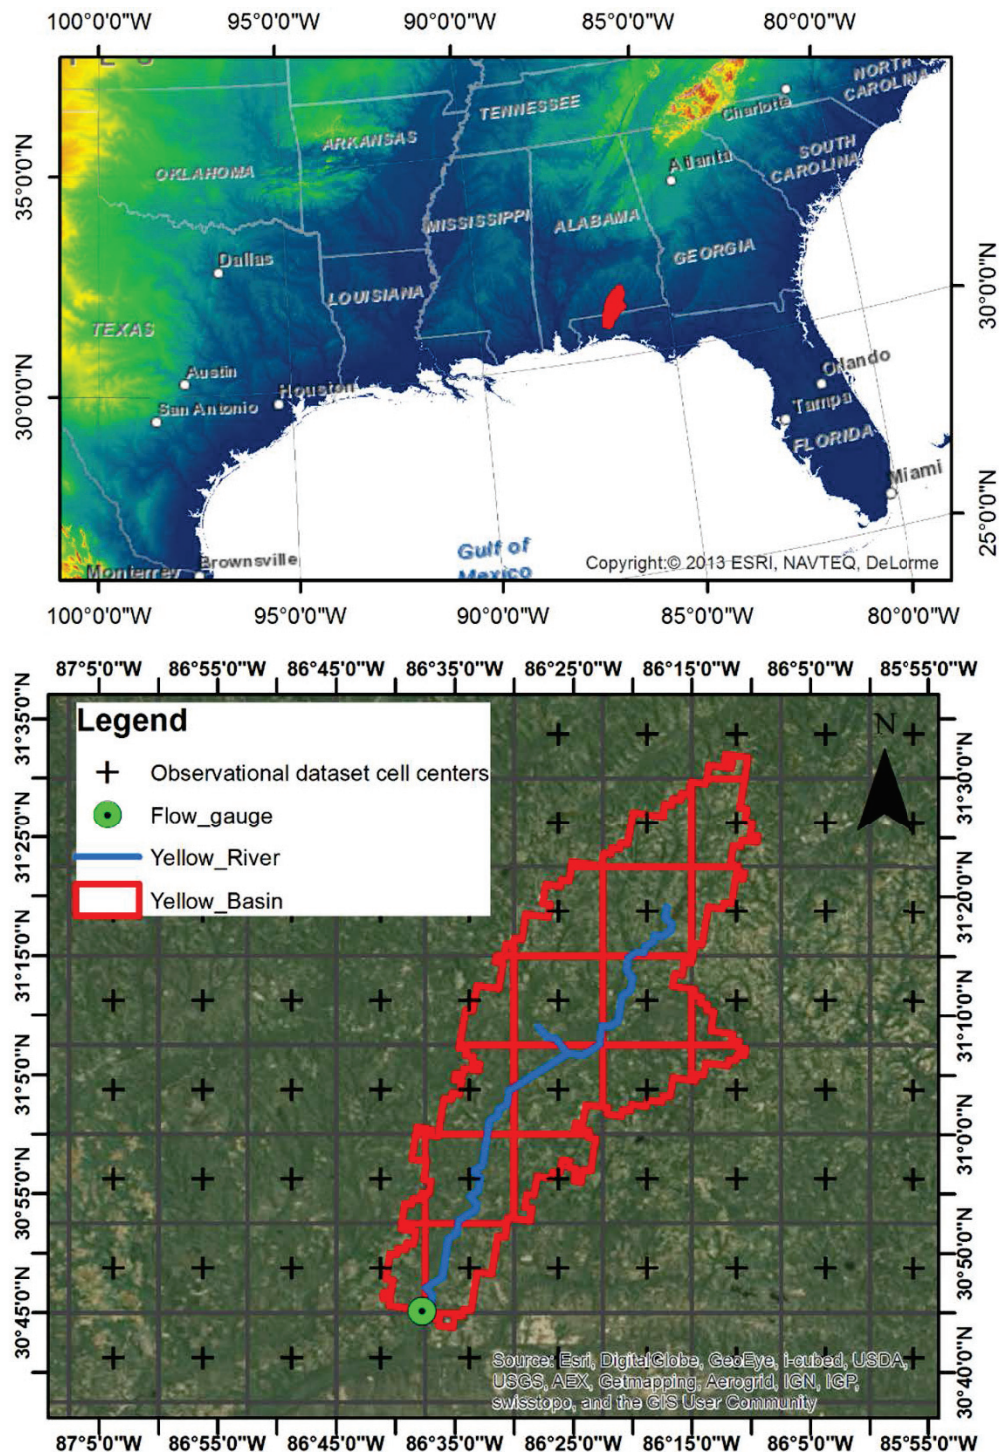 100°0'0"W 95°0'0"W 90°0'0"W 85°0'0"W 80°0'0"W
NORTH
CAROLINA
TENNESSEE
Charlotte
ARKANSAS
OKLAHOMA
SOUTH
CAROLINA
Atlanta
35°0'0"N
MISSISSIPPI
ALABAMA
GEORGIA
Dallas
LOUISIANA
30°0'0"N
TEXAS
Austin
Houston
Orlando
San Antonio
Tampa
30°0'0"N
FLORIDA
Miami
25°0'0"N
Gulf of
Mexico
Brownsville
Monterrey
Copyright:© 2013 ESRI, NAVTEQ, DeLorme
100°0'0"W 95°0'0"W 90°0'0"W 85°0'0"W 80°0'0"W
87°5'0"W 86°55'0"W 86°45'0"W 86°35'0"W 86°25'0"W 86°15'0"W 86°5'0"W 85°55'0"W
31°35'0"N
31°25'0"N
31°15'0"N
31°5'0"N
30°55'0"N
30°45'0"N
Legend
Observational dataset cell centers
Flow_gauge
Yellow_River
Yellow_Basin
N
31°30'0"N
31°20'0"N
31°10'0"N
31°0'0"N
30°50'0"N
30°40'0"N
Source: Esri, DigitalGlobe, GeoEye, i-cubed, USDA,
USGS, AEX, Getmapping, Aerogrid, IGN, IGP,
swisstopo, and the GIS User Community
87°5'0"W 86°55'0"W 86°45'0"W 86°35'0"W 86°25'0"W 86°15'0"W 86°5'0"W 85°55'0"W